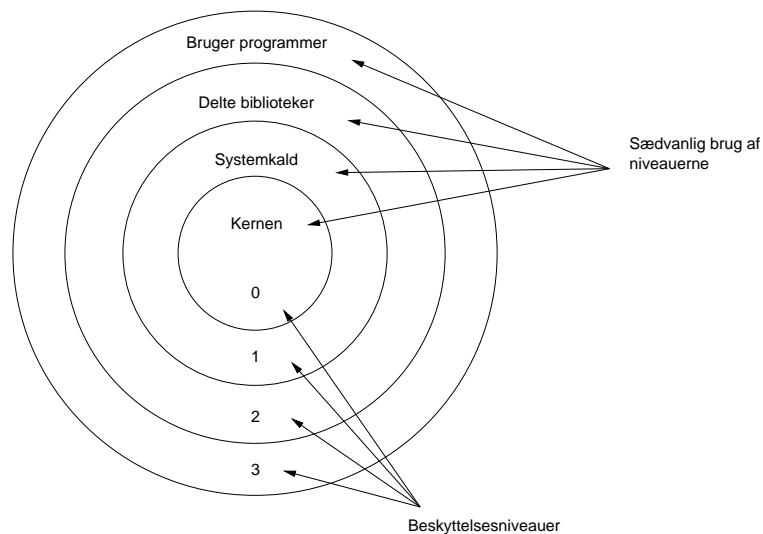 Bruger programmer
Delte biblioteker
Sædvanlig brug af
niveauerne
Systemkald
Kernen
0
1
2
3
Beskyttelsesniveauer